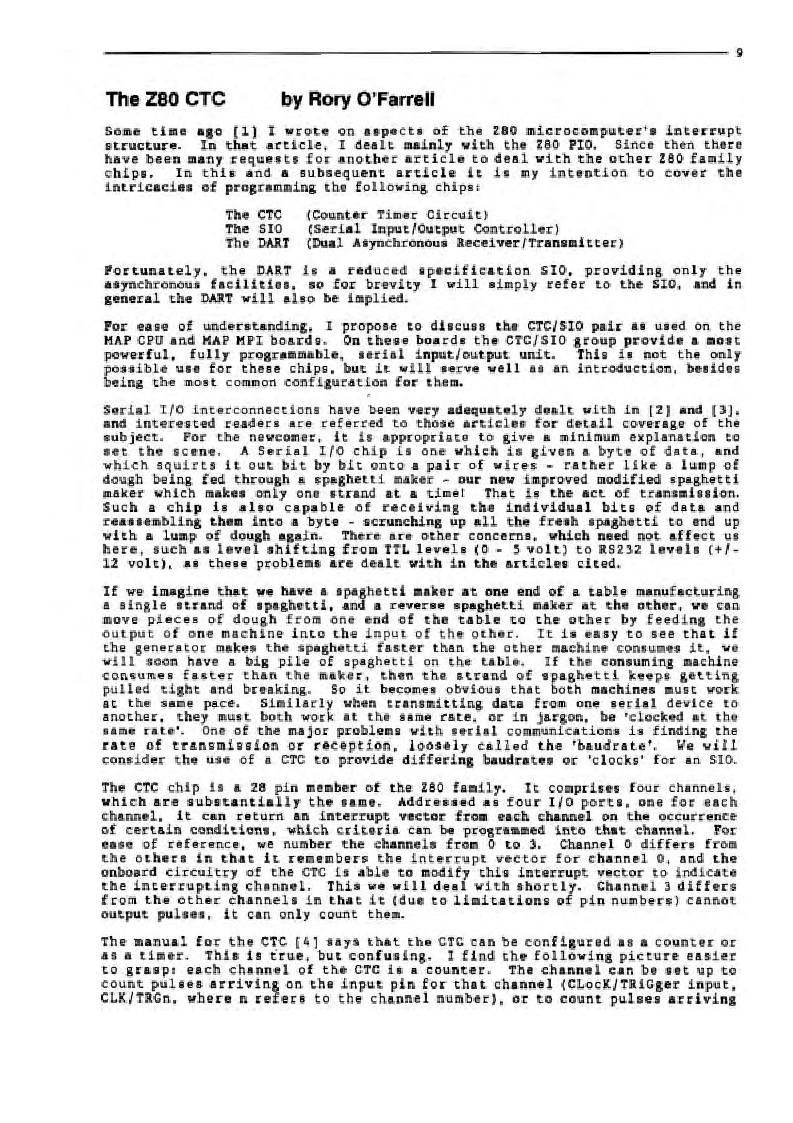 9
The Z80 CTC by Rory O'Farrell
Some time ago [1] I wrote on aspects of the Z80 microcomputer's interrupt
structure. In that article, I dealt mainly with the Z80 PIO. Since then there
have been many requests for another article to deal with the other Z80 family
chips. In this and a subsequent article it is my intention to cover the
intricacies of programming the following chips:
The CTC (Counter Timer Circuit)
The SIO (Serial Input/Output Controller)
The DART (Dual Asynchronous Receiver/Transmitter)
Fortunately, the DART is a reduced specification SIO, providing only the
asynchronous facilities, so for brevity I will simply refer to the SIO, and in
general the DART will also be implied.
For ease of understanding, I propose to discuss the CTC/SIO pair as used on the
MAP CPU and MAP MPI boards. On these boards the CTC/SIO group provide a most
powerful, fully programmable, serial input/output unit. This is not the only
possible use for these chips, but it will serve well as an introduction, besides
being the most common configuration for them.
Serial I/O interconnections have been very adequately dealt with in [2] and [3],
and interested readers are referred to those articles for detail coverage of the
subject. For the newcomer, it is appropriate to give a minimum explanation to
set the scene. A Serial I/O chip is one which is given a byte of data, and
which squirts it out bit by bit onto a pair of wires - rather like a lump of
dough being fed through a spaghetti maker - our new improved modified spaghetti
maker which makes only one strand at a time! That is the act of transmission.
Such a chip is also capable of receiving the individual bits of data and
reassembling them into a byte - scrunching up all the fresh spaghetti to end up
with a lump of dough again. There are other concerns, which need not affect us
here, such as level shifting from TTL levels (0 - 5 volt) to RS232 levels (+/-
12 volt), as these problems are dealt with in the articles cited.
If we imagine that we have a spaghetti maker at one end of a table manufacturing
a single strand of spaghetti, and a reverse spaghetti maker at the other, we can
move pieces of dough from one end of the table to the other by feeding the
output of one machine into the input of the other. It is easy to see that if
the generator makes the spaghetti faster than the other machine consumes it, we
will soon have a big pile of spaghetti on the table. If the consuming machine
consumes faster than the maker, then the strand of spaghetti keeps getting
pulled tight and breaking. So it becomes obvious that both machines must work
at the same pace. Similarly when transmitting data from one serial device to
another, they must both work at the same rate, or in jargon, be 'clocked at the
same rate'. One of the major problems with serial communications is finding the
rate of transmission or reception, loosely called the 'baudrate'. We will
consider the use of a CTC to provide differing baudrates or 'clocks' for an SIO.
The CTC chip is a 28 pin member of the Z80 family. It comprises four channels,
which are substantially the same. Addressed as four I/O ports, one for each
channel, it can return an interrupt vector from each channel on the occurrence
of certain conditions, which criteria can be programmed into that channel. For
ease of reference, we number the channels from 0 to 3. Channel 0 differs from
the others in that it remembers the interrupt vector for channel 0, and the
onboard circuitry of the CTC is able to modify this interrupt vector to indicate
the interrupting channel. This we will deal with shortly. Channel 3 differs
from the other channels in that it (due to limitations of pin numbers) cannot
output pulses, it can only count them.
The manual for the CTC [4] says that the CTC can be configured as a counter or
as a timer. This is true, but confusing. I find the following picture easier
to grasp: each channel of the CTC is a counter. The channel can be set up to
count pulses arriving on the input pin for that channel (CLocK/TRiGger input,
CLK/TRGn, where n refers to the channel number), or to count pulses arriving